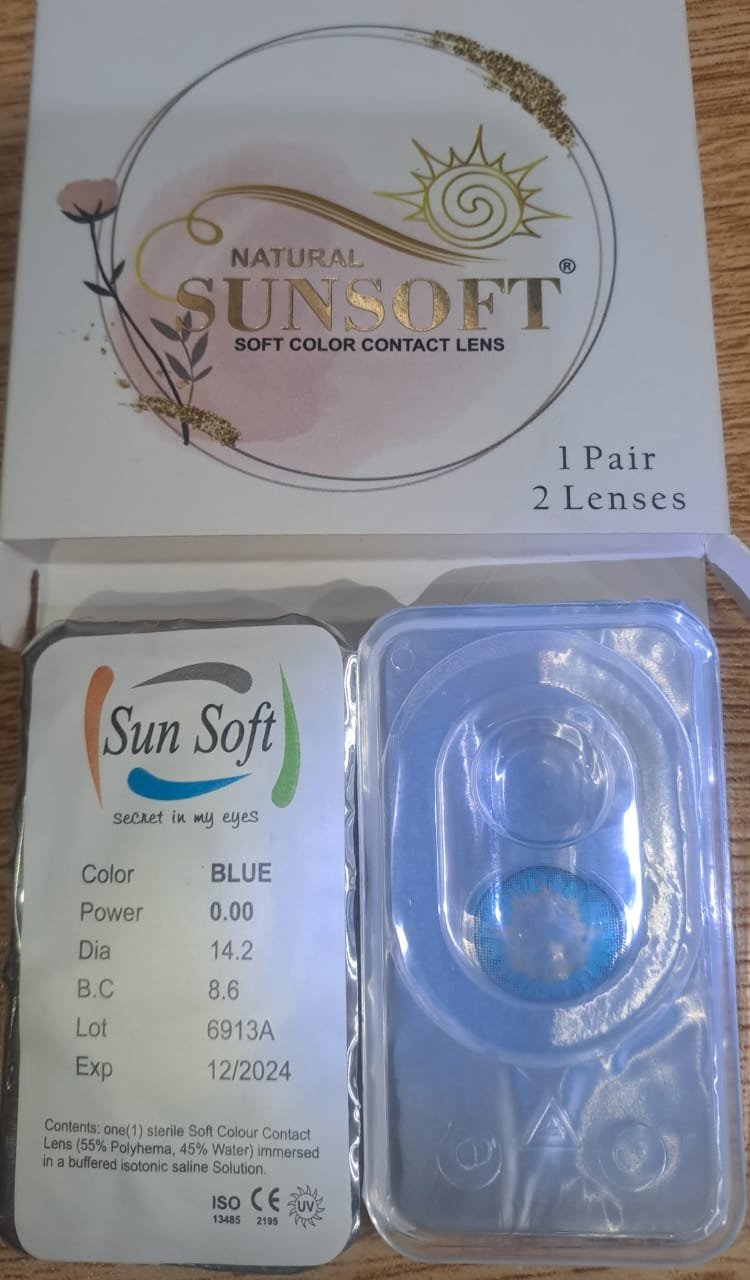 NATURAL
SUNSOFT®
SOFT COLOR CONTACT LENS
1 Pair
2 Lenses
Sun Soft
secret in my eyes
Color BLUE
Power 0.00
Dia 14.2
B.C 8.6
Lot 6913A
Exp 12/2024
Contents: one(1) sterile Soft Colour Contact
Lens (55% Polyhema, 45% Water) immersed
in a buffered isotonic saline Solution.
ISO CE UV
13485 2195